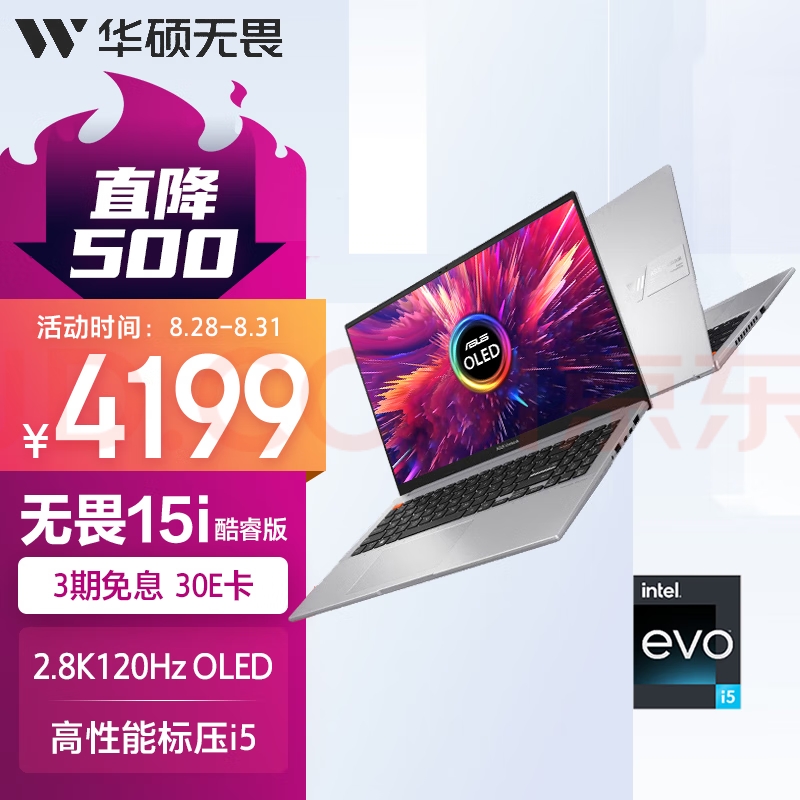 华硕无畏
直降
500
活动时间：8.28-8.31
¥4199
无畏15i 酷睿版
3期免息 30E卡
2.8K120Hz OLED
高性能标压i5
ASUS
OLED
intel.
evo
i5
京东